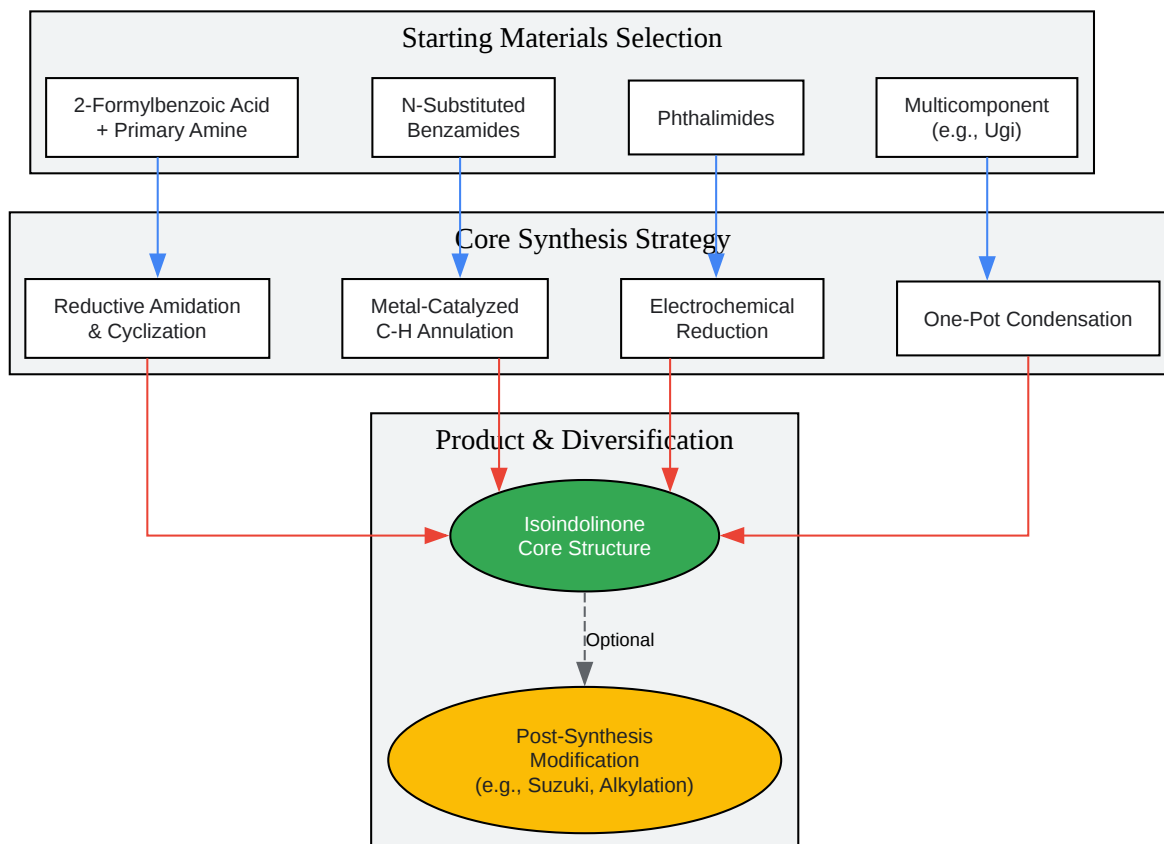 Starting Materials Selection
2-Formylbenzoic Acid
+ Primary Amine
N-Substituted
Benzamides
Phthalimides
Multicomponent
(e.g., Ugi)
Core Synthesis Strategy
Reductive Amidation
& Cyclization
Metal-Catalyzed
C-H Annulation
Electrochemical
Reduction
One-Pot Condensation
Product & Diversification
Isoindolinone
Core Structure
Optional
Post-Synthesis
Modification
(e.g., Suzuki, Alkylation)